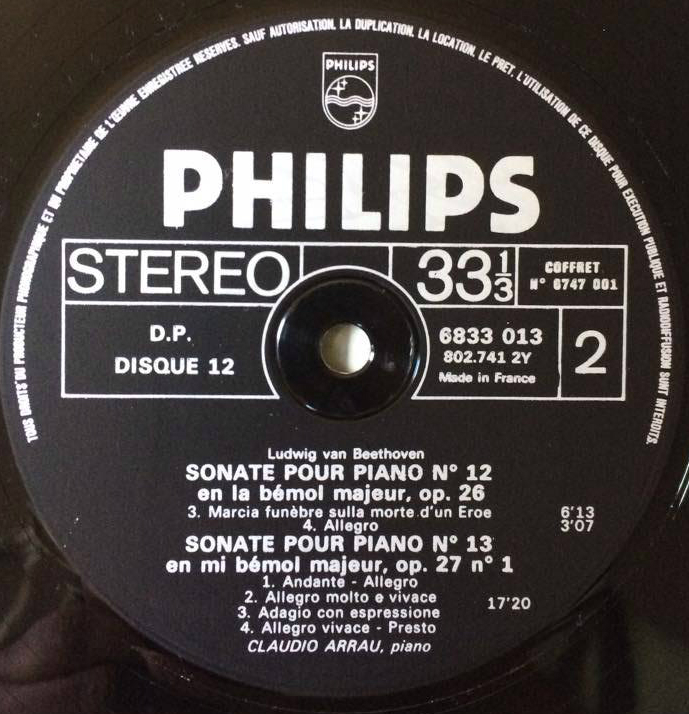 TOUS DROITS DU PRODUCTEUR PHONOGRAPHIQUE ET DU PROPRIETAIRE DE L'ŒUVRE ENREGISTREE RESERVES. SAUF AUTORISATION. LA DUPLICATION. LA LOCATION. LE PRET. L'UTILISATION DE CE DISQUE POUR EXECUTION PUBLIQUE ET RADIODIFFUSION SONT INTERDITS.
PHILIPS
PHILIPS
STEREO
33 1/3
COFFRET
N° 6747 001
D.P.
DISQUE 12
6833 013
802.741 2Y
Made in France
2
Ludwig van Beethoven
SONATE POUR PIANO N° 12
en la bémol majeur, op. 26
3. Marcia funèbre sulla morte d'un Eroe 6'13
4. Allegro 3'07
SONATE POUR PIANO N° 13
en mi bémol majeur, op. 27 n° 1
1. Andante - Allegro
2. Allegro molto e vivace
17'20
3. Adagio con espressione
4. Allegro vivace - Presto
CLAUDIO ARRAU, piano